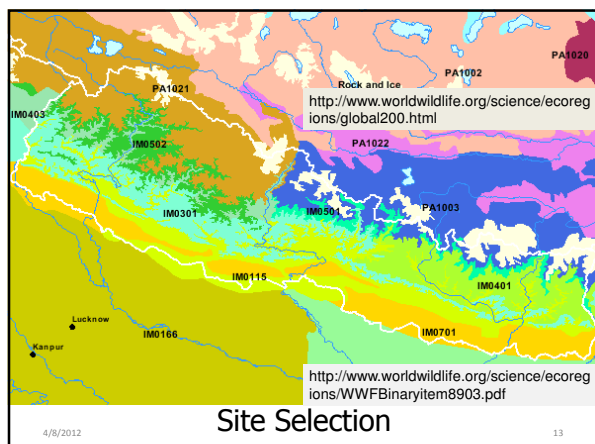 PA1020
PA1002
Rock and Ice
PA1021
http://www.worldwildlife.org/science/ecoreg
ions/global200.html
IM0403
IM0502
PA1022
IM0301
IM0501
PA1003
IM0115
IM0401
Lucknow
IM0166
IM0701
Kanpur
http://www.worldwildlife.org/science/ecoreg
ions/WWFBinaryitem8903.pdf
Site Selection
4/8/2012
13